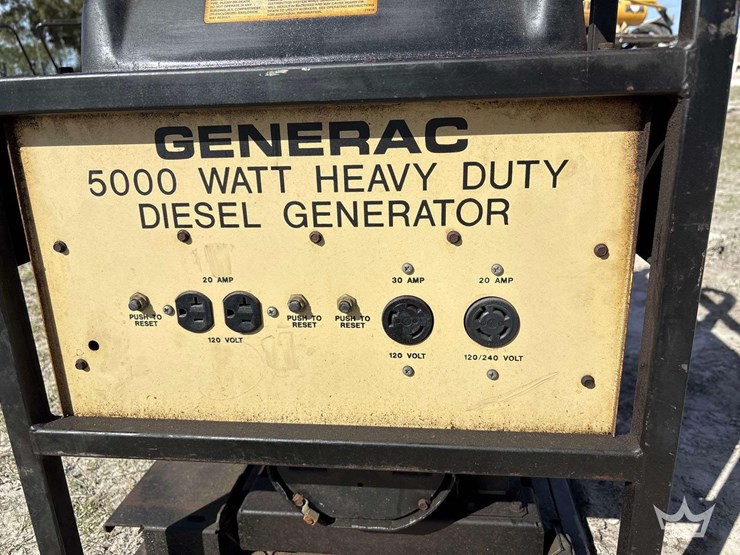 GENERAC
5000 WATT HEAVY DUTY
DIESEL GENERATOR
20 AMP
30 AMP
20 AMP
PUSH TO
RESET
PUSH TO
RESET
PUSH TO
RESET
120 VOLT
120 VOLT
120/240 VOLT